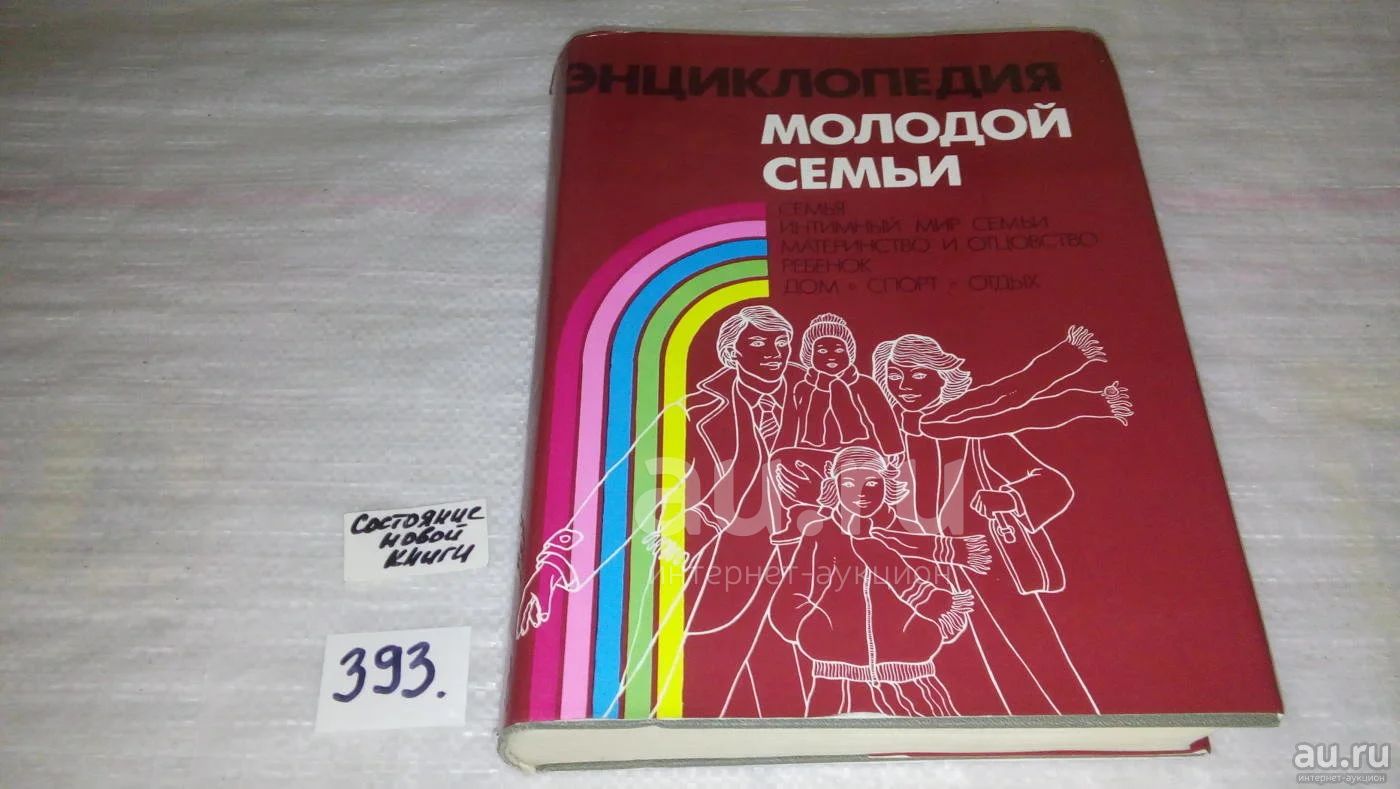 ЭНЦИКЛОПЕДИЯ
МОЛОДОЙ
СЕМЬИ
СЕМЬЯ
ИНТИМНЫЙ МИР СЕМЬИ
МАТЕРИНСТВО И ОТЦОВСТВО
РЕБЕНОК
ДОМ • СПОРТ • ОТДЫХ
Состояние
новой
книги
393.
au.ru
интернет-аукцион
au.ru
интернет-аукцион